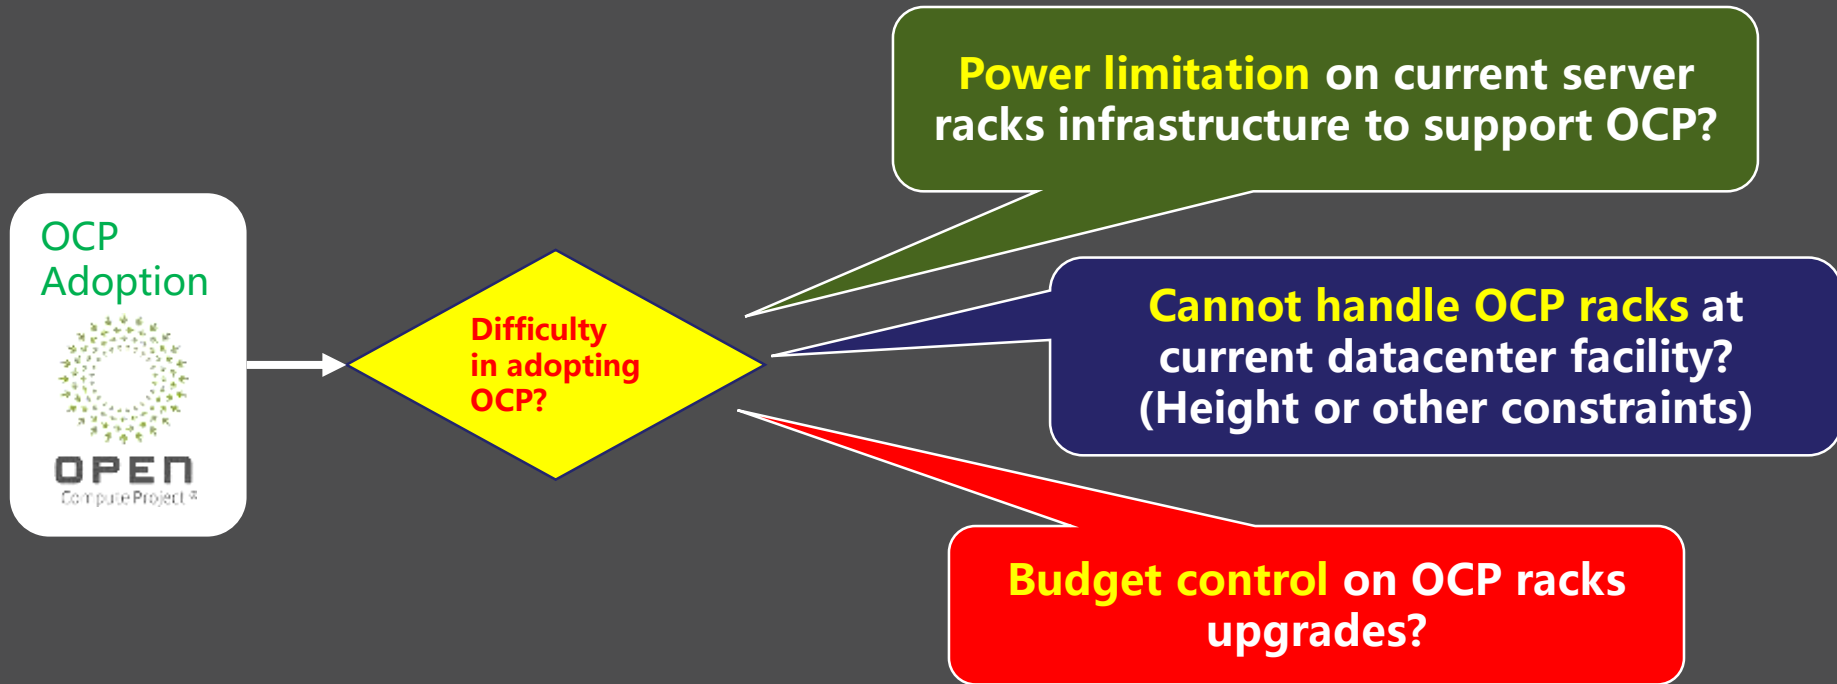 OCP
Adoption
OPEN
Compute Project
Difficulty
in adopting
OCP?
Power limitation on current server
racks infrastructure to support OCP?
Cannot handle OCP racks at
current datacenter facility?
(Height or other constraints)
Budget control on OCP racks
upgrades?